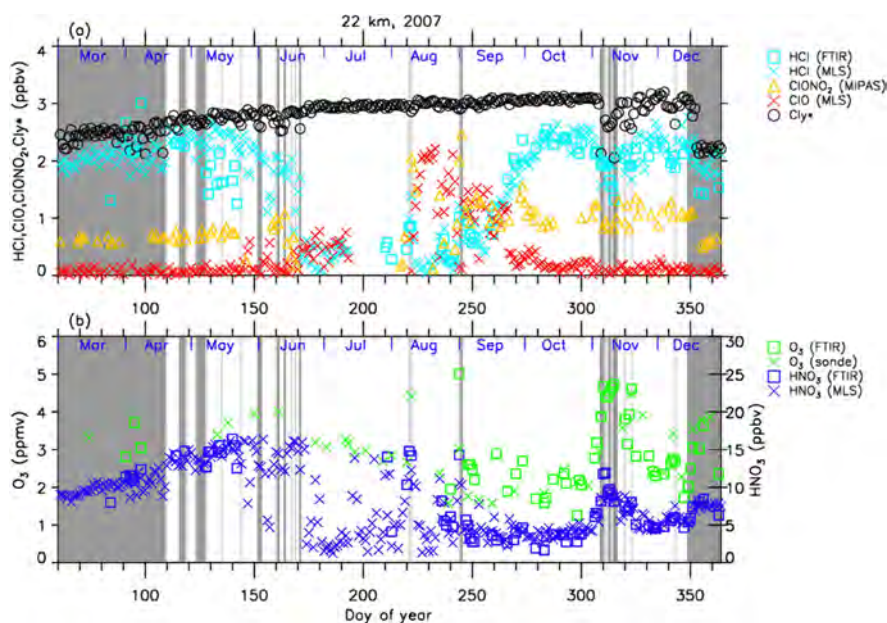 22 km, 2007
(a)
Mar Apr May Jun Jul Aug Sep Oct Nov Dec
HCl,ClO,ClONO₂,Cly* (ppbv)
4
3
2
1
0
100 150 200 250 300 350
HCl (FTIR)
HCl (MLS)
ClONO₂ (MIPAS)
ClO (MLS)
Cly*
(b)
Mar Apr May Jun Jul Aug Sep Oct Nov Dec
O₃ (ppmv)
6
5
4
3
2
1
0
30
25
20
15
10
5
0
HNO₃ (ppbv)
100 150 200 250 300 350
Day of year
O₃ (FTIR)
O₃ (sonde)
HNO₃ (FTIR)
HNO₃ (MLS)